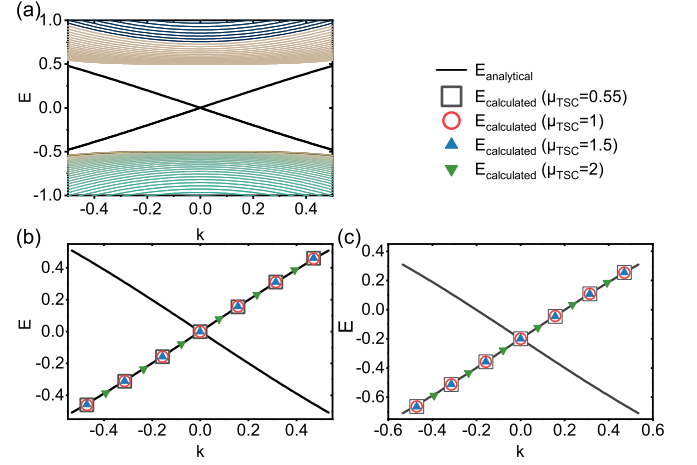 (a)
1.0
0.5
0.0
-0.5
-1.0
E
-0.4 -0.2 0.0 0.2 0.4
k
E_analytical
E_calculated (μ_TSC=0.55)
E_calculated (μ_TSC=1)
E_calculated (μ_TSC=1.5)
E_calculated (μ_TSC=2)
(b)
0.4
0.2
0.0
-0.2
-0.4
E
-0.4 -0.2 0.0 0.2 0.4
k
(c)
0.4
0.2
-0.0
-0.2
-0.4
-0.6
E
-0.6 -0.4 -0.2 0.0 0.2 0.4 0.6
k